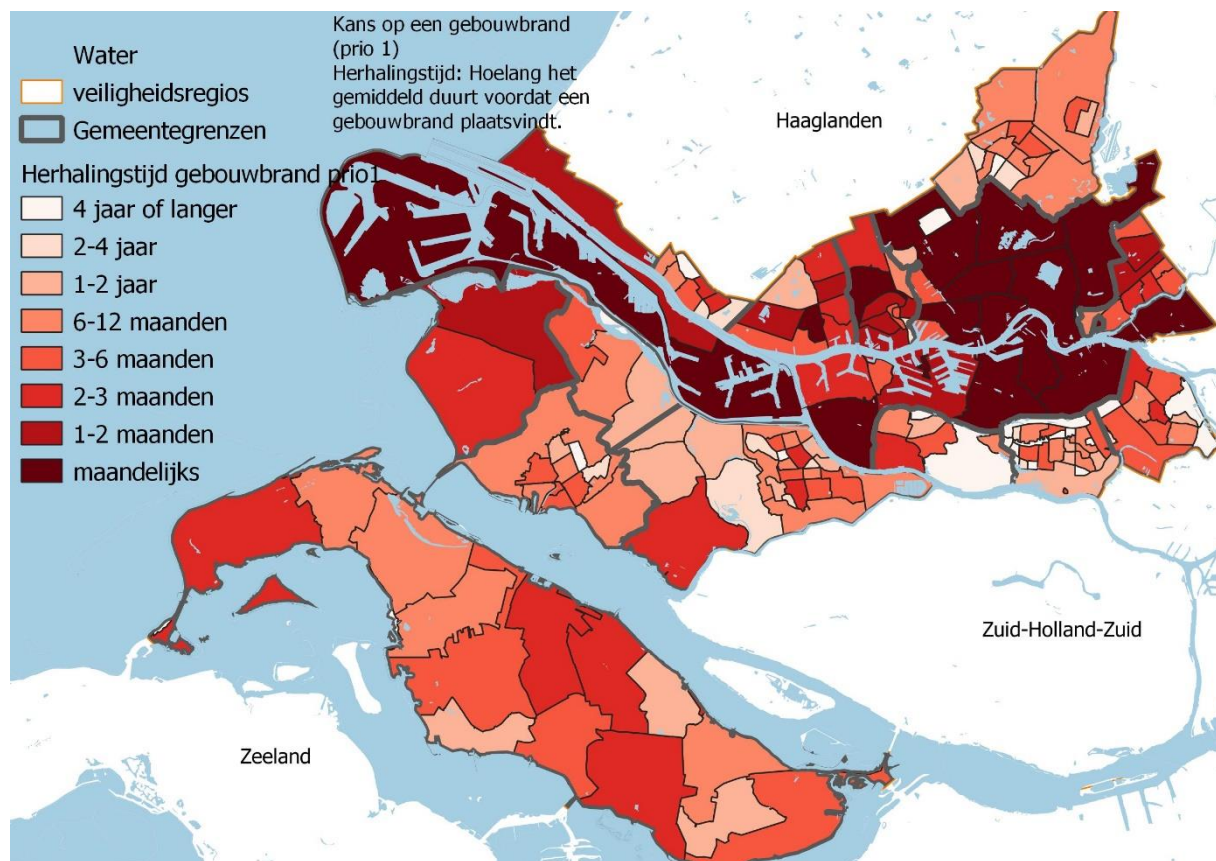 Water
veiligheidsregios
Gemeentegrenzen
Herhalingstijd gebouwbrand prio1
4 jaar of langer
2-4 jaar
1-2 jaar
6-12 maanden
3-6 maanden
2-3 maanden
1-2 maanden
maandelijks
Kans op een gebouwbrand
(prio 1)
Herhalingstijd: Hoelang het
gemiddeld duurt voordat een
gebouwbrand plaatsvindt.
Haaglanden
Zuid-Holland-Zuid
Zeeland